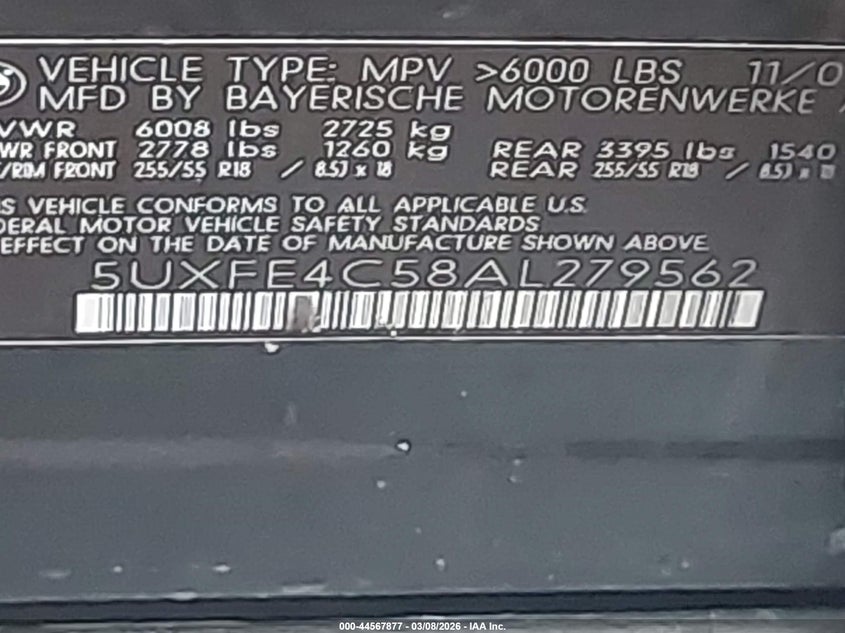 VEHICLE TYPE: MPV >6000 LBS 11/0
MFD BY BAYERISCHE MOTORENWERKE
VWR 6008 lbs 2725 kg
WR FRONT 2778 lbs 1260 kg REAR 3395 lbs 1540
/RIM FRONT 255/55 R18 / 8.5J x 18 REAR 255/55 R18 / 8.5J x 18
S VEHICLE CONFORMS TO ALL APPLICABLE U.S.
DERAL MOTOR VEHICLE SAFETY STANDARDS
EFFECT ON THE DATE OF MANUFACTURE SHOWN ABOVE
5UXFE4C58AL279562
000-44567877 - 03/08/2026 - IAA Inc.